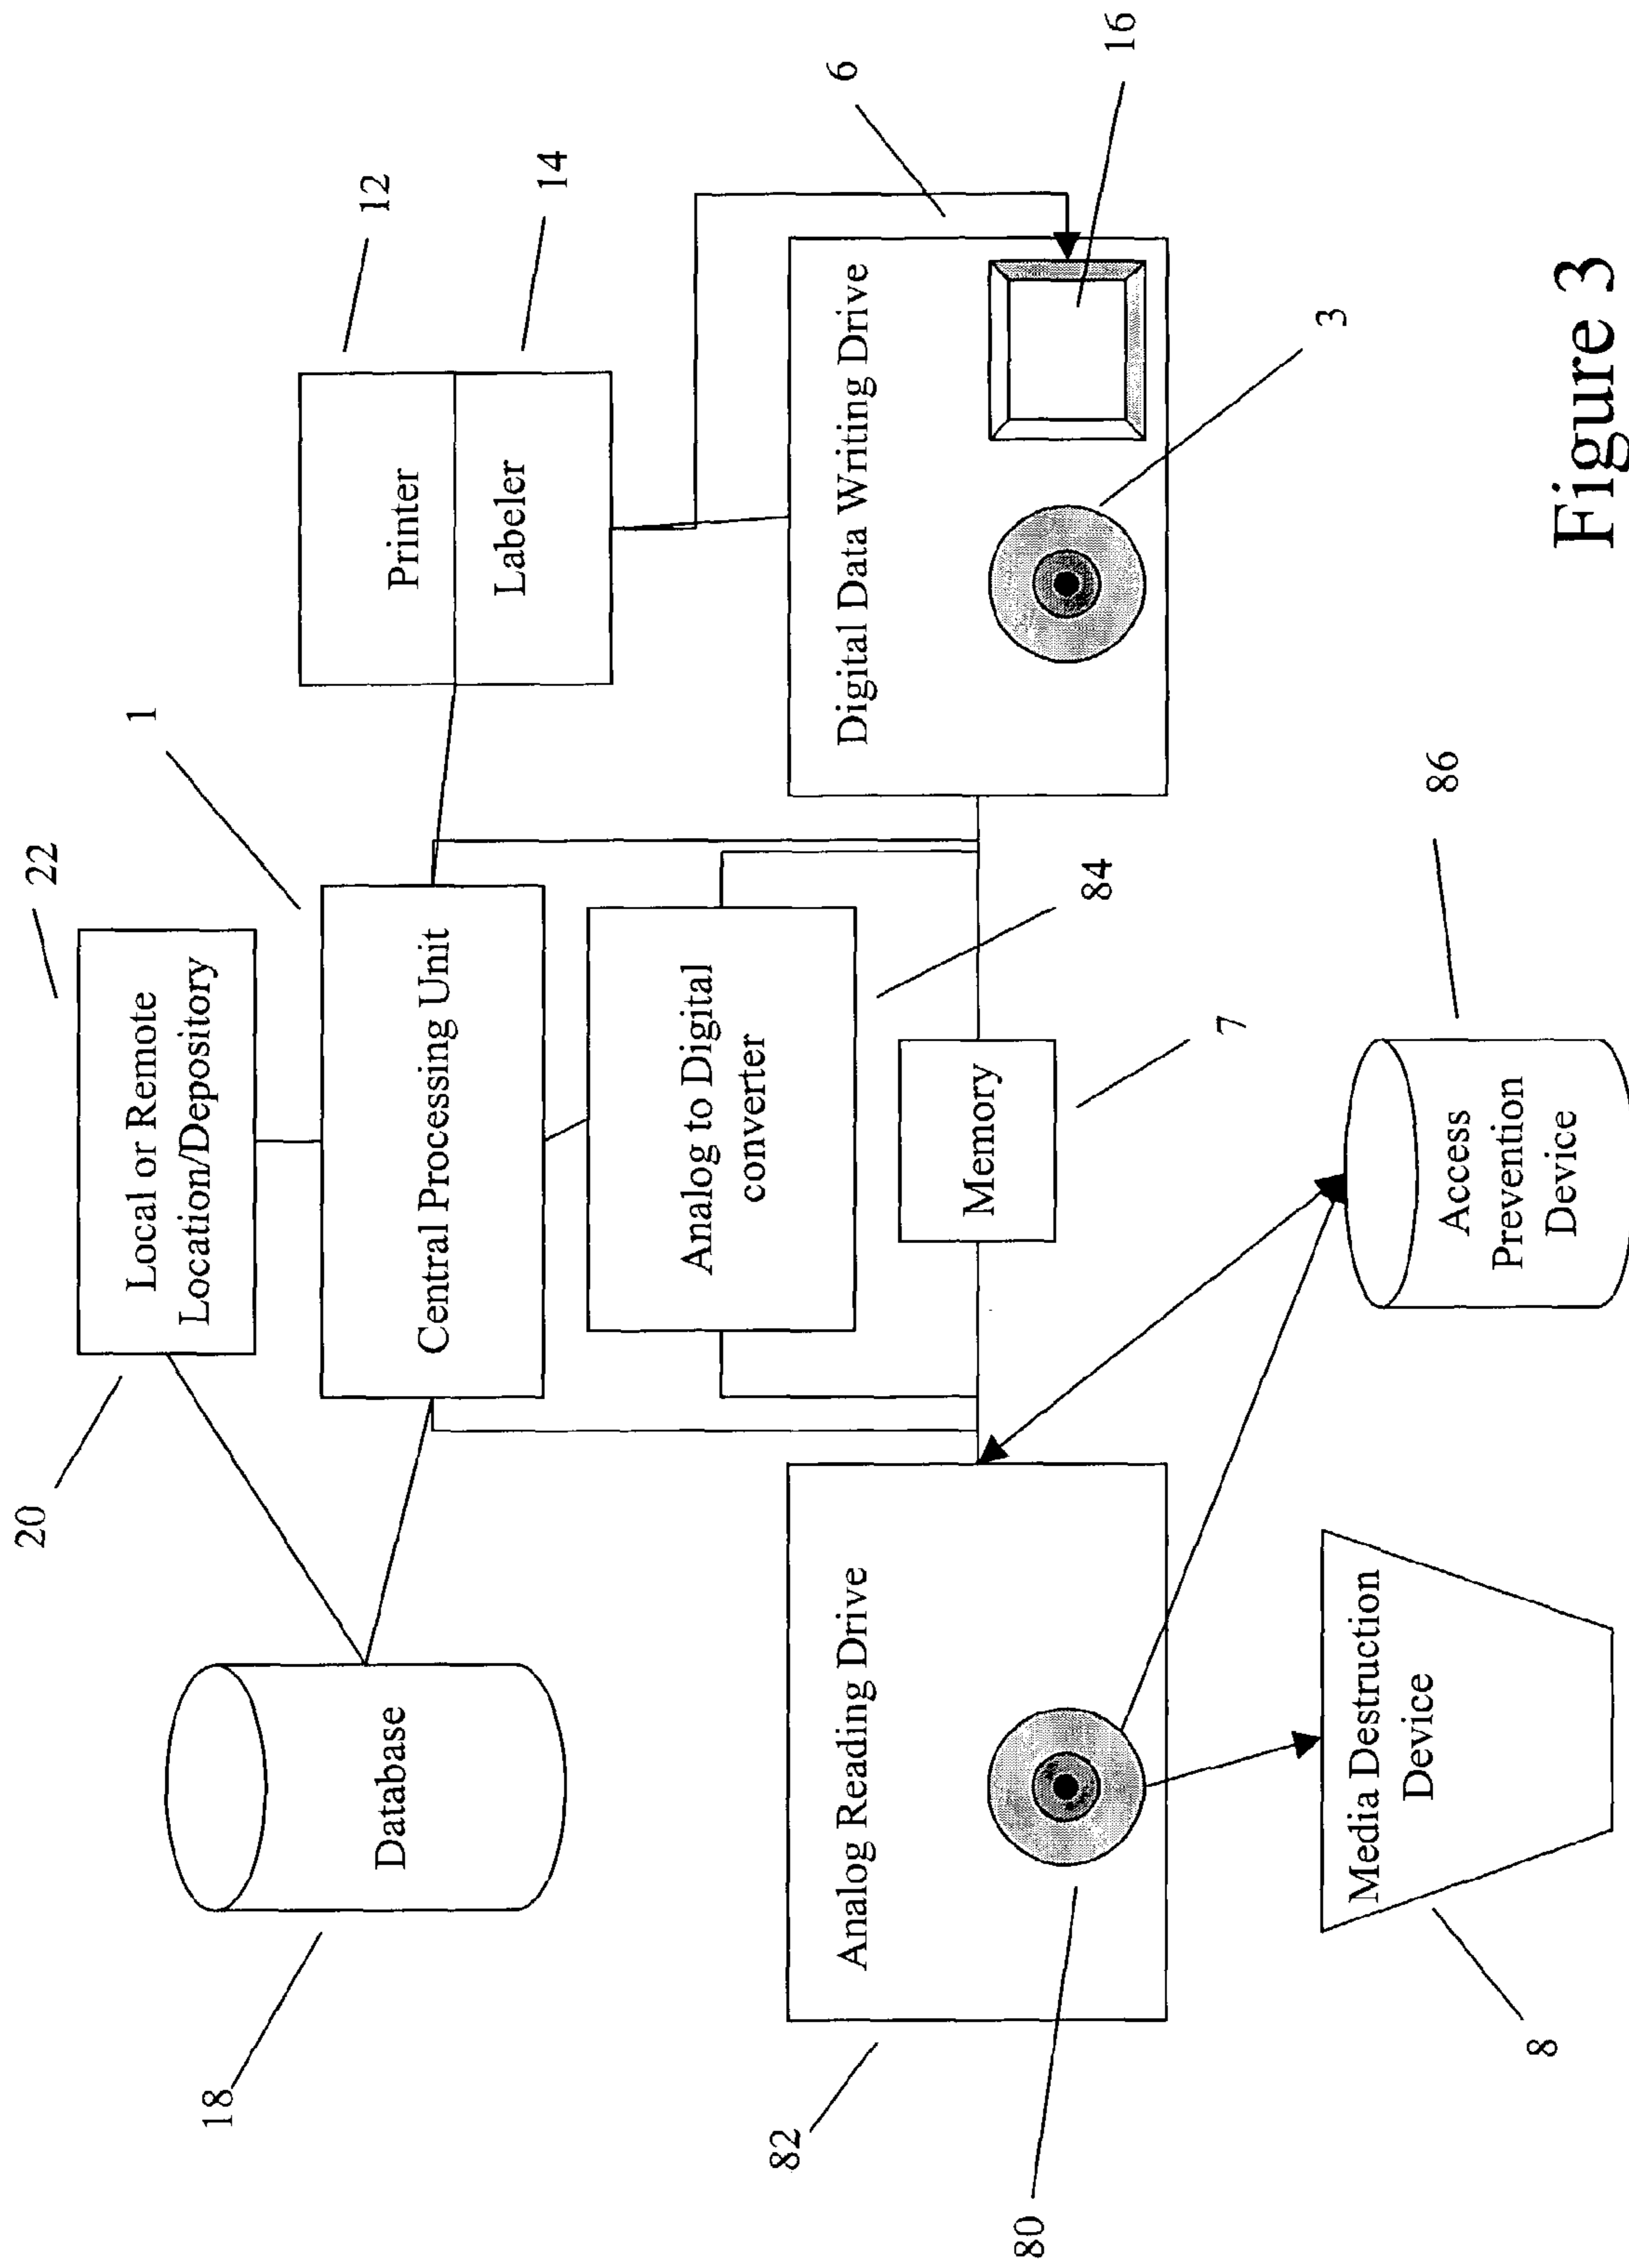 22
20
Local or Remote
Location/Depository
1
12
18
Database
Central Processing Unit
Printer
14
Labeler
Analog to Digital
converter
84
6
82
Analog Reading Drive
Memory
7
Digital Data Writing Drive
16
80
3
8
Media Destruction
Device
86
Access
Prevention
Device
Figure 3